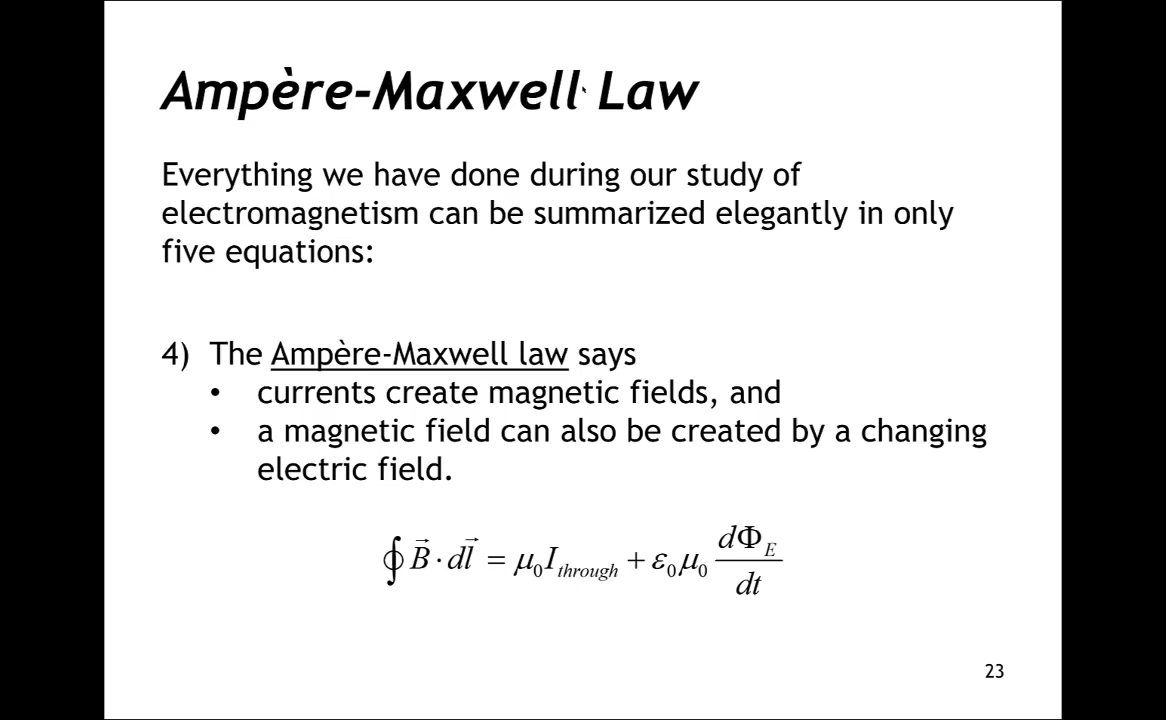 Ampère-Maxwell Law
Everything we have done during our study of
electromagnetism can be summarized elegantly in only
five equations:
4) The Ampère-Maxwell law says
• currents create magnetic fields, and
• a magnetic field can also be created by a changing
electric field.
∮ B⃗ · dl⃗ = μ₀I_through + ε₀μ₀ dΦ_E/dt
23